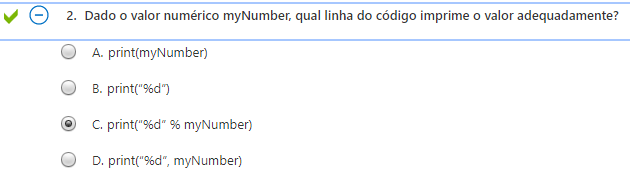 2. Dado o valor numérico myNumber, qual linha do código imprime o valor adequadamente?
A. print(myNumber)
B. print("%d")
C. print("%d" % myNumber)
D. print("%d", myNumber)